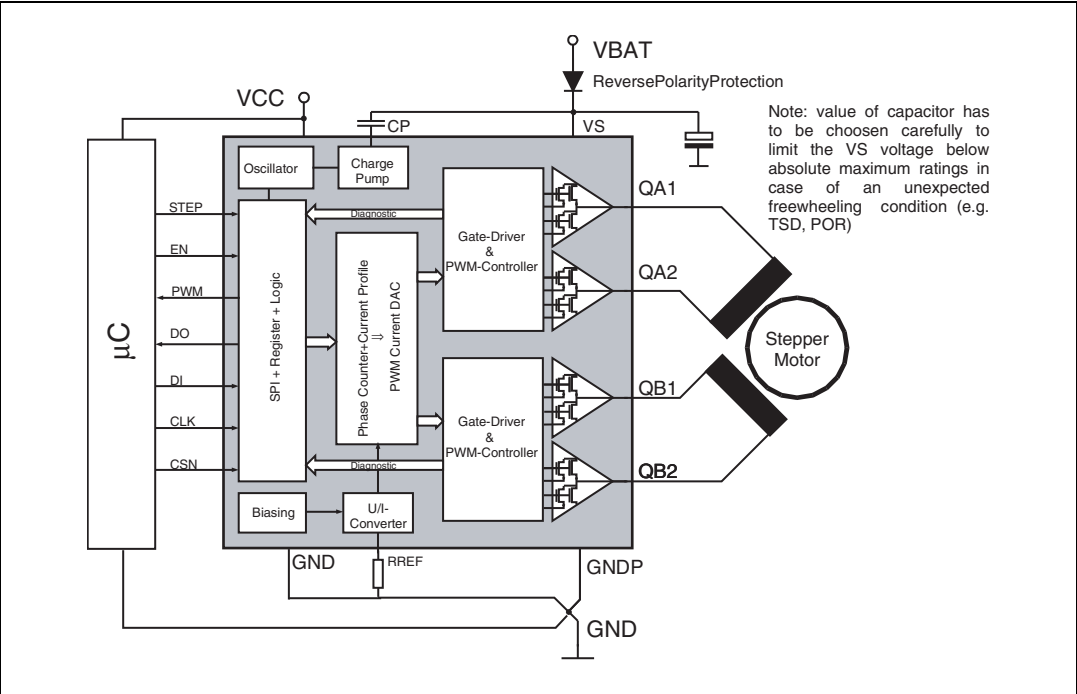 VBAT
ReversePolarityProtection
VCC
CP
VS
Note: value of capacitor has
to be choosen carefully to
limit the VS voltage below
absolute maximum ratings in
case of an unexpected
freewheeling condition (e.g.
TSD, POR)
Oscillator
Charge
Pump
µC
STEP
EN
PWM
DO
DI
CLK
CSN
SPI + Register + Logic
Diagnostic
Phase Counter+Current Profile
⇒
PWM Current DAC
Diagnostic
Gate-Driver
&
PWM-Controller
Gate-Driver
&
PWM-Controller
QA1
QA2
QB1
QB2
Stepper
Motor
Biasing
U/I-
Converter
GND
RREF
GNDP
GND